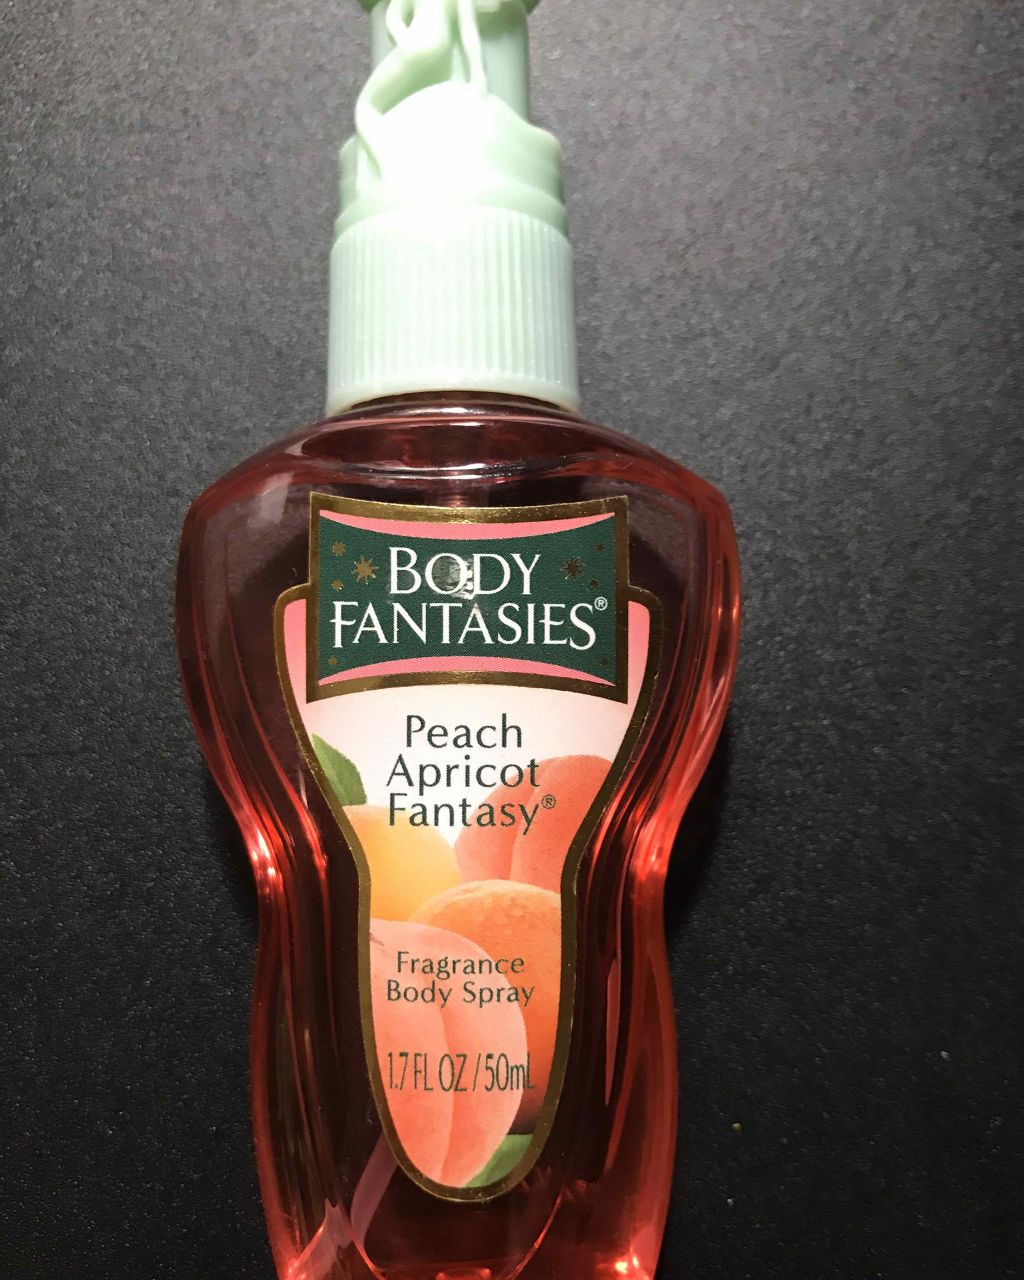 BODY
FANTASIES®
Peach
Apricot
Fantasy®
Fragrance
Body Spray
1.7 FL OZ / 50mL